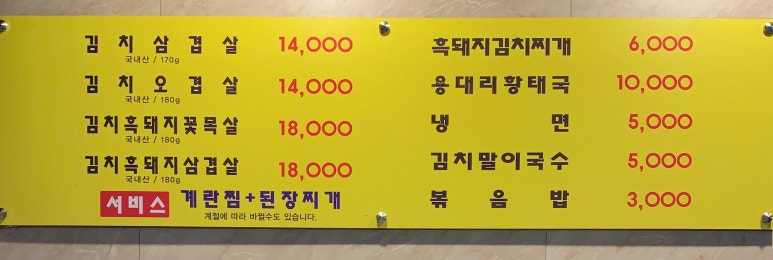 김치삼겹살 14,000
국내산 / 170g
김치오겹살 14,000
국내산 / 180g
김치흑돼지꽃목살 18,000
국내산 / 180g
김치흑돼지삼겹살 18,000
국내산 / 180g
서비스 계란찜+된장찌개
계절에 따라 바뀔수도 있습니다.
흑돼지김치찌개 6,000
용대리황태국 10,000
냉면 5,000
김치말이국수 5,000
볶음밥 3,000